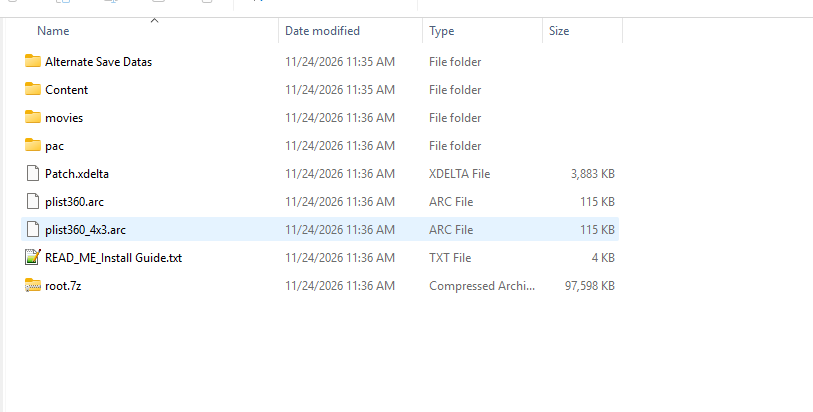 Name Date modified Type Size
Alternate Save Datas 11/24/2026 11:35 AM File folder
Content 11/24/2026 11:35 AM File folder
movies 11/24/2026 11:36 AM File folder
pac 11/24/2026 11:36 AM File folder
Patch.xdelta 11/24/2026 11:36 AM XDELTA File 3,883 KB
plist360.arc 11/24/2026 11:36 AM ARC File 115 KB
plist360_4x3.arc 11/24/2026 11:36 AM ARC File 115 KB
READ_ME_Install Guide.txt 11/24/2026 11:36 AM TXT File 4 KB
root.7z 11/24/2026 11:36 AM Compressed Archi... 97,598 KB